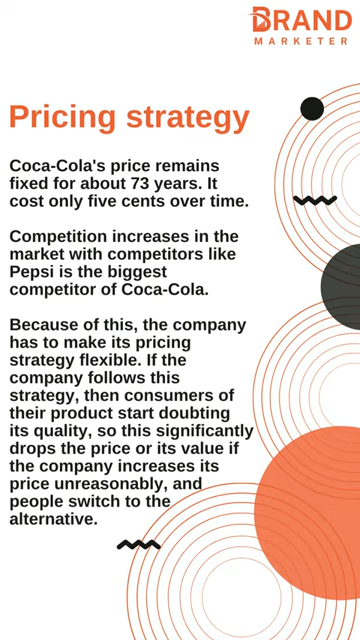 BRAND
MARKETER
Pricing strategy
Coca-Cola's price remains
fixed for about 73 years. It
cost only five cents over time.
Competition increases in the
market with competitors like
Pepsi is the biggest
competitor of Coca-Cola.
Because of this, the company
has to make its pricing
strategy flexible. If the
company follows this
strategy, then consumers of
their product start doubting
its quality, so this significantly
drops the price or its value if
the company increases its
price unreasonably, and
people switch to the
alternative.